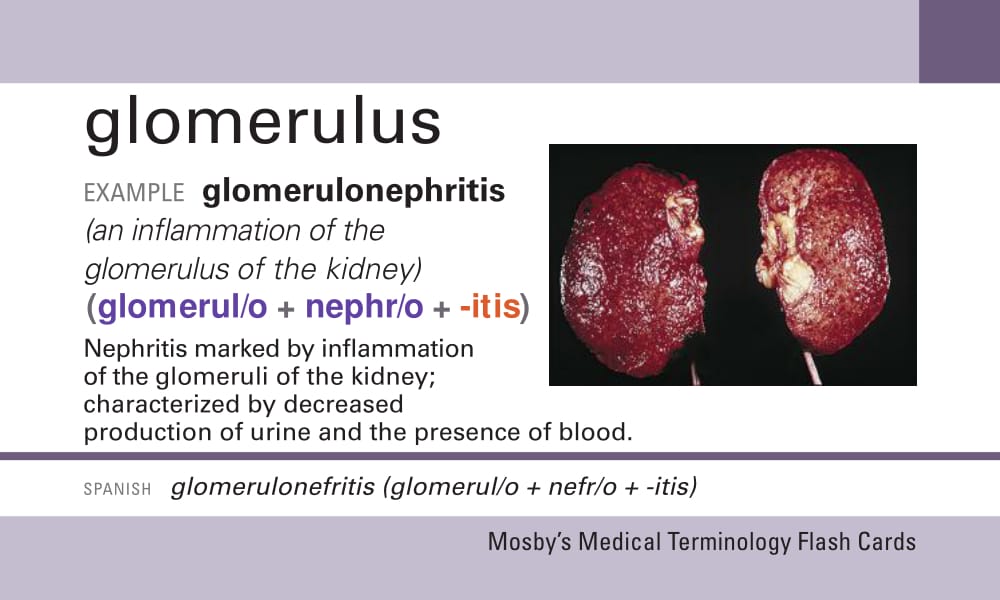 glomerulus
EXAMPLE glomerulonephritis
(an inflammation of the
glomerulus of the kidney)
(glomerul/o + nephr/o + -itis)
Nephritis marked by inflammation
of the glomeruli of the kidney;
characterized by decreased
production of urine and the presence of blood.
SPANISH glomerulonefritis (glomerul/o + nefr/o + -itis)
Mosby’s Medical Terminology Flash Cards